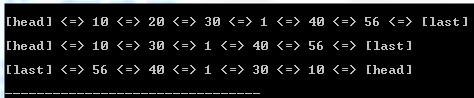 [head] <=> 10 <=> 20 <=> 30 <=> 1 <=> 40 <=> 56 <=> [last]
[head] <=> 10 <=> 30 <=> 1 <=> 40 <=> 56 <=> [last]
[last] <=> 56 <=> 40 <=> 1 <=> 30 <=> 10 <=> [head]
--------------------------------